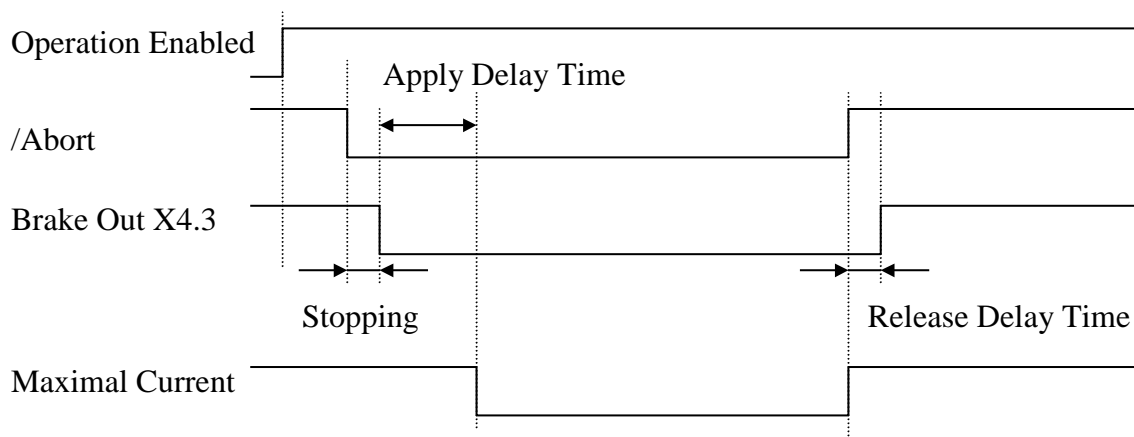 Operation Enabled
Apply Delay Time
/Abort
Brake Out X4.3
Stopping
Release Delay Time
Maximal Current